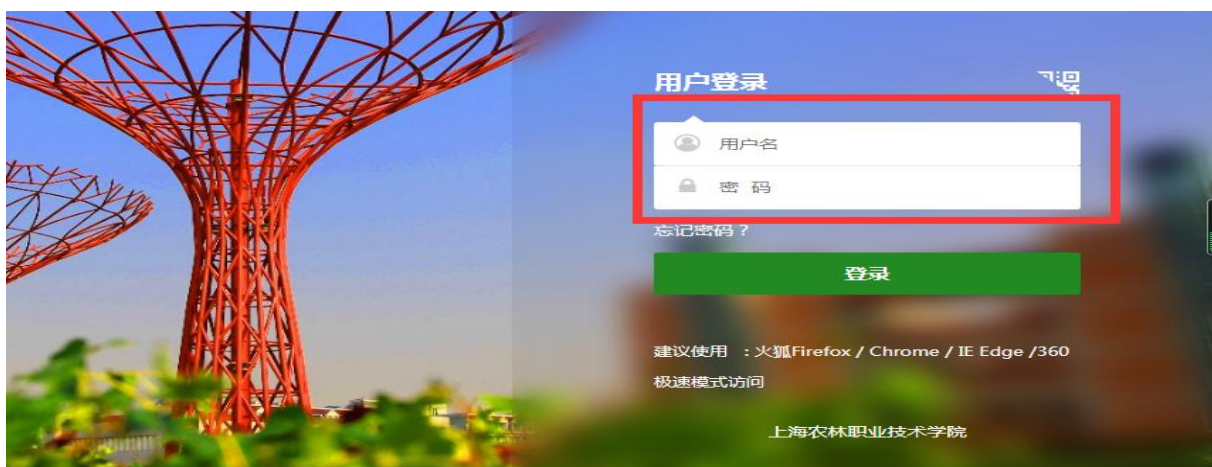 用户登录
用户名
密 码
忘记密码？
登录
建议使用 ：火狐Firefox / Chrome / IE Edge /360
极速模式访问
上海农林职业技术学院